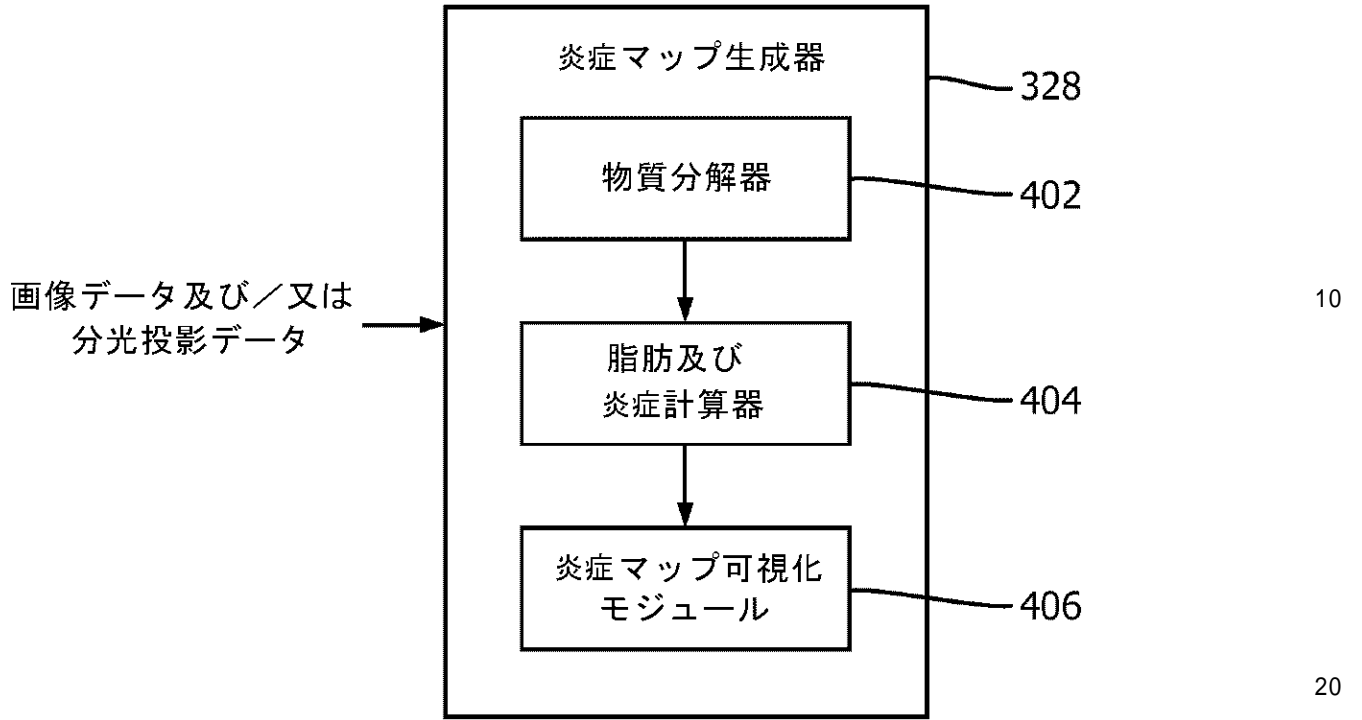 炎症マップ生成器
328
物質分解器
402
画像データ及び／又は
分光投影データ
10
脂肪及び
炎症計算器
404
炎症マップ可視化
モジュール
406
20